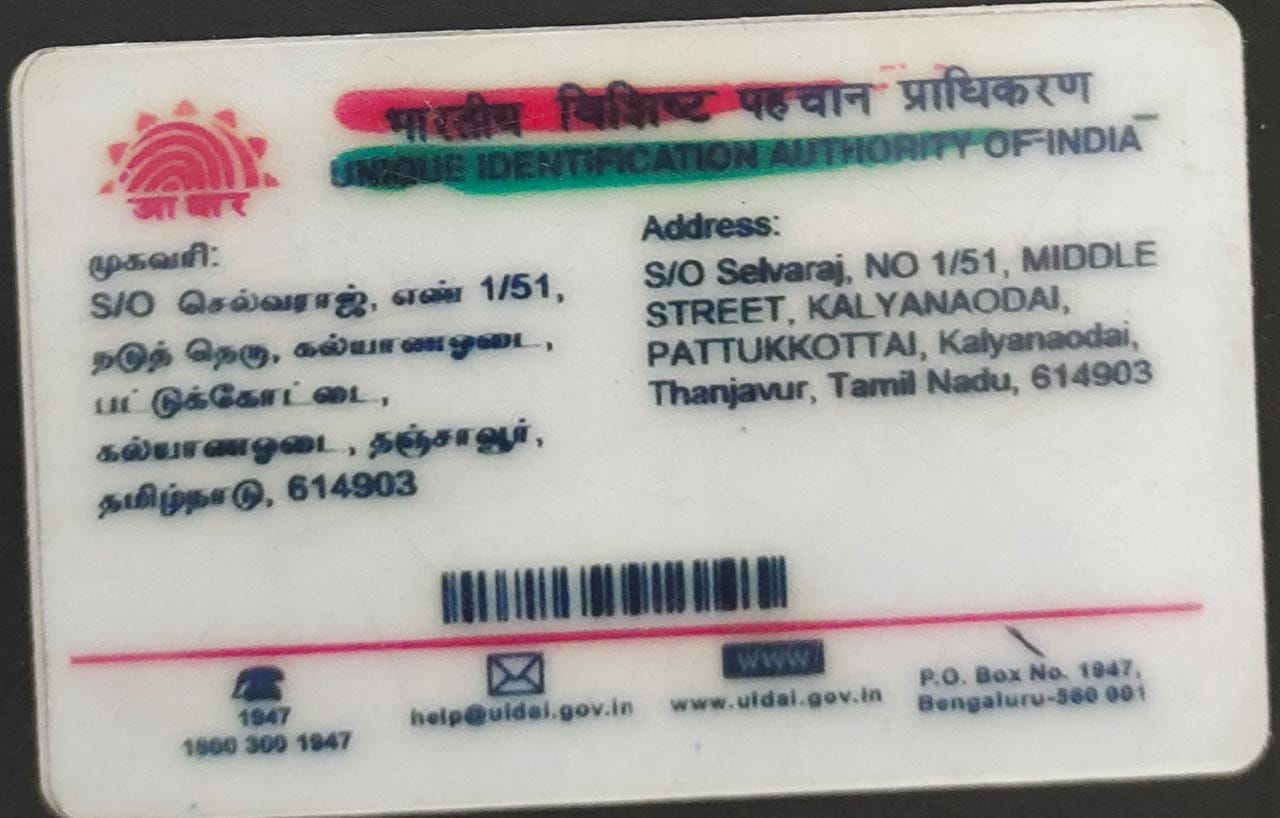 भारतीय विशिष्ट पहचान प्राधिकरण
UNIQUE IDENTIFICATION AUTHORITY OF INDIA
आधार
முகவரி:
S/O செல்வராஜ், எண் 1/51,
நடுத் தெரு, கல்யாணஓடை,
பட்டுக்கோட்டை,
கல்யாணஓடை, தஞ்சாவூர்,
தமிழ்நாடு, 614903
Address:
S/O Selvaraj, NO 1/51, MIDDLE
STREET, KALYANAODAI,
PATTUKKOTTAI, Kalyanaodai,
Thanjavur, Tamil Nadu, 614903
1947
1800 300 1947
help@uidai.gov.in
www
www.uidai.gov.in
P.O. Box No. 1947,
Bengaluru-560 001